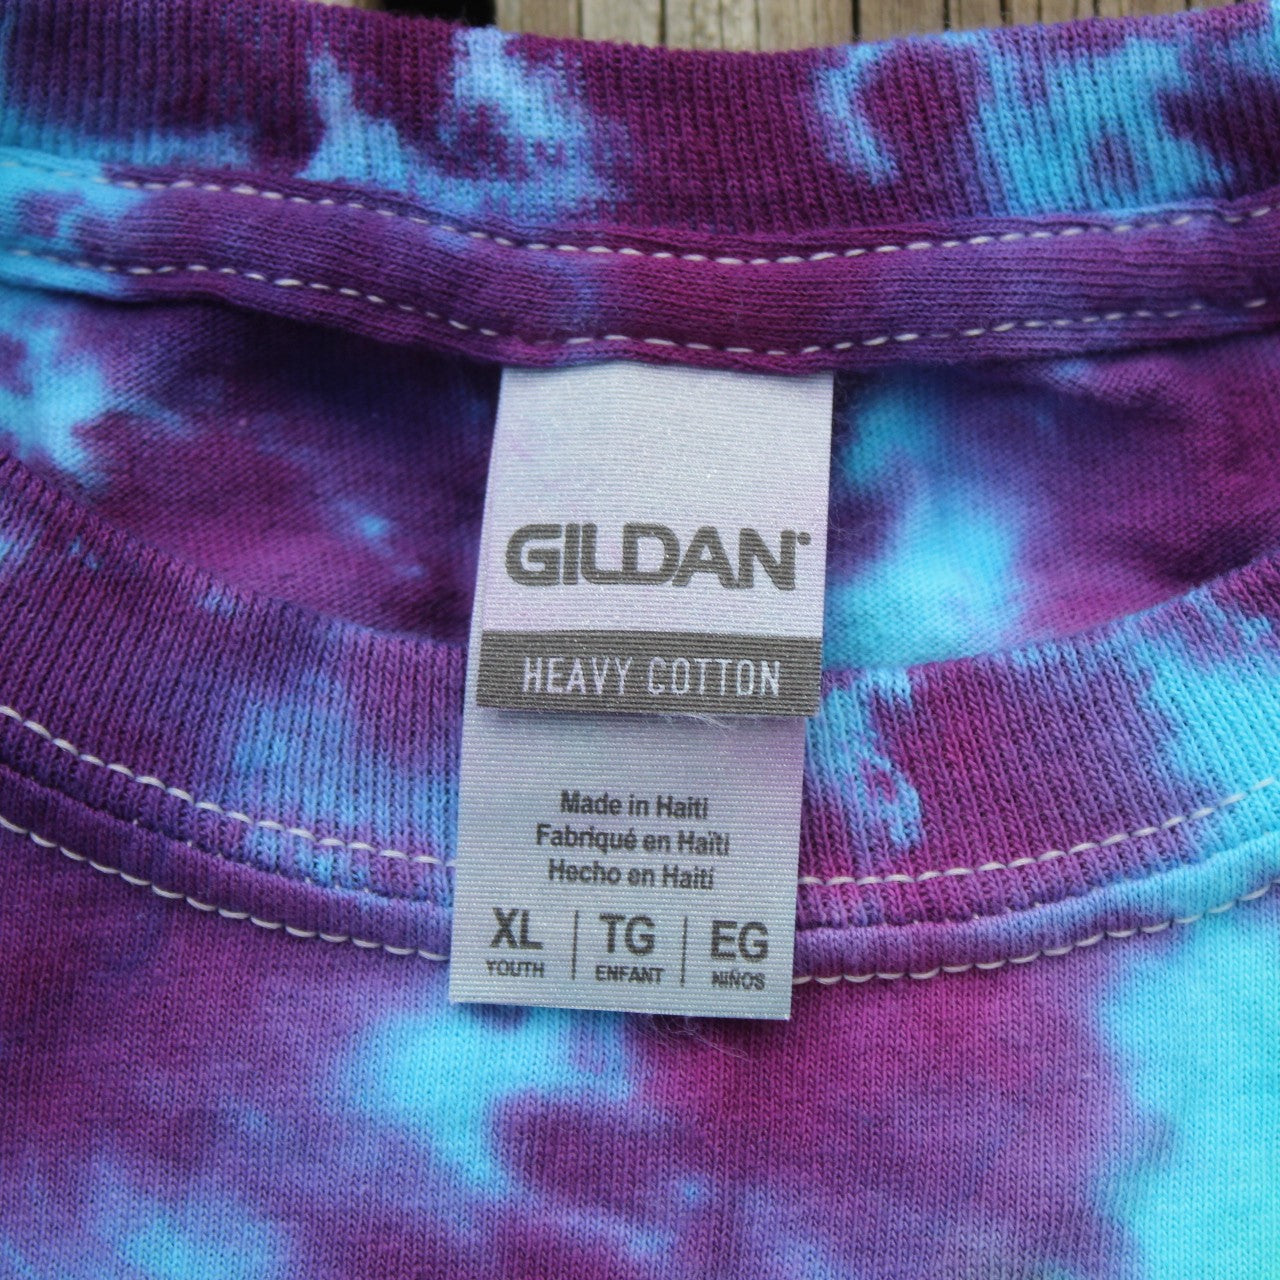 GILDAN
HEAVY COTTON
Made in Haiti
Fabriqué en Haïti
Hecho en Haití
XL | TG | EG
YOUTH | ENFANT | NIÑOS